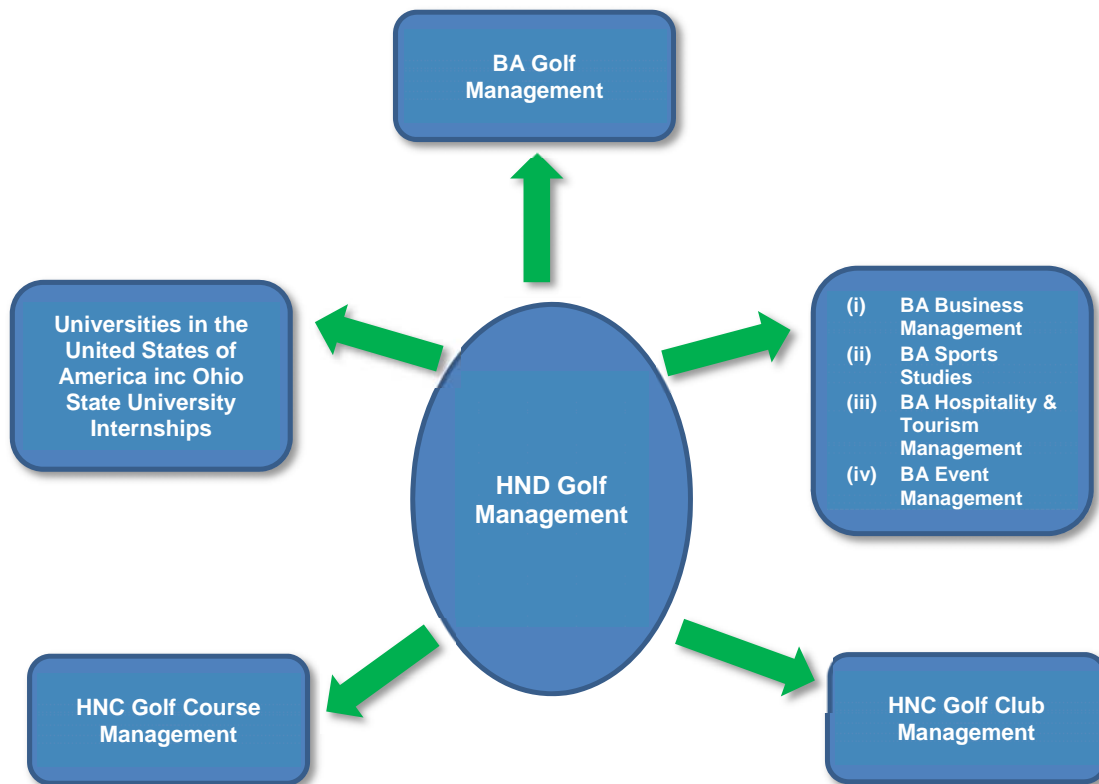 BA Golf
Management
Universities in the
United States of
America inc Ohio
State University
Internships
(i) BA Business
Management
(ii) BA Sports
Studies
(iii) BA Hospitality &
Tourism
Management
(iv) BA Event
Management
HND Golf
Management
HNC Golf Course
Management
HNC Golf Club
Management